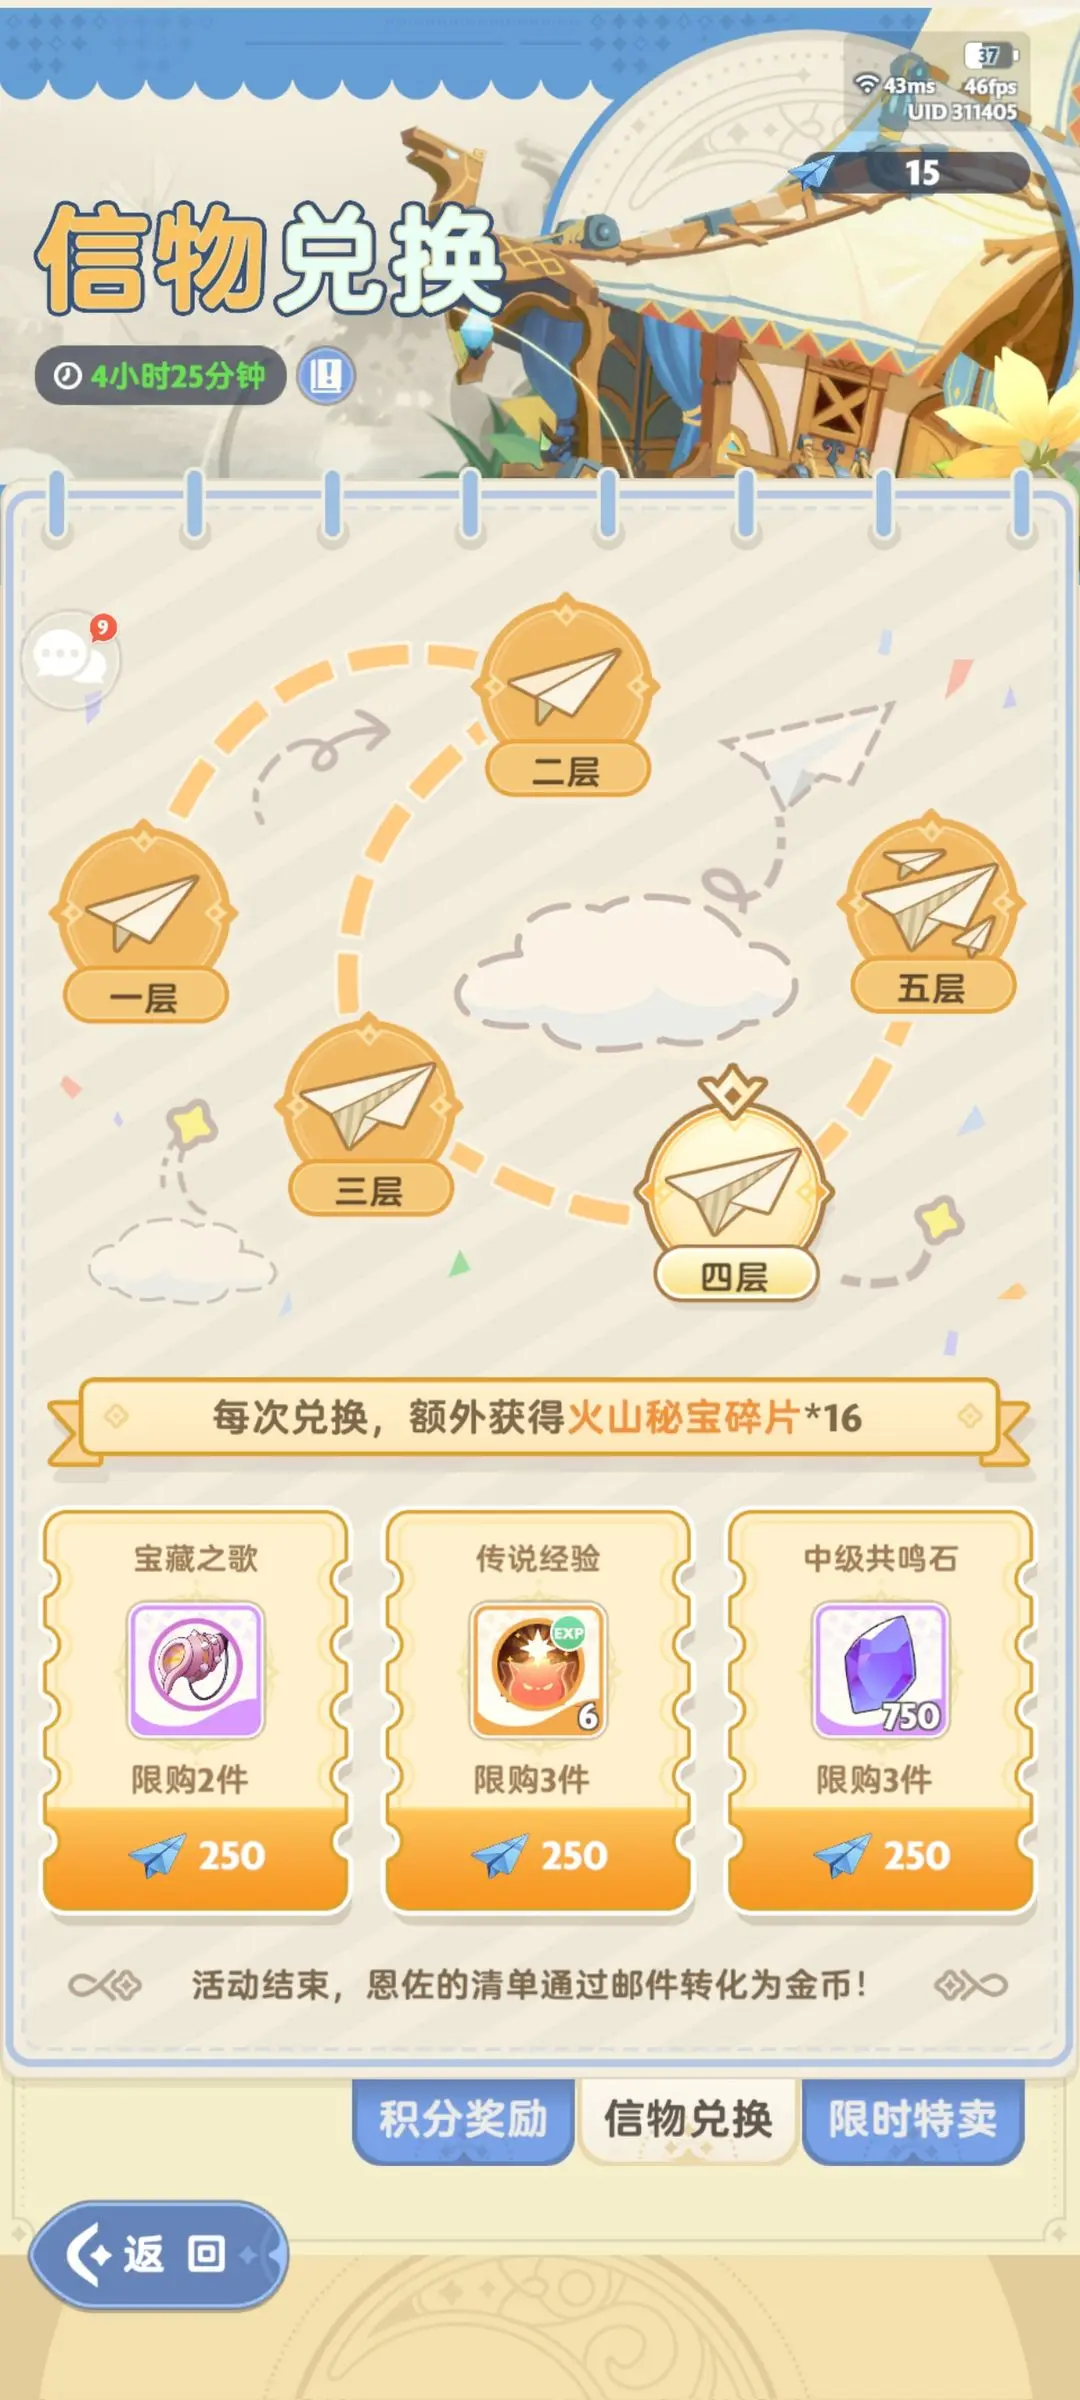 37
43ms 46fps
UID 311405
15
信物兑换
4小时25分钟
9
二层
一层
五层
三层
四层
每次兑换，额外获得火山秘宝碎片*16
宝藏之歌
限购2件
250
传说经验
EXP
6
限购3件
250
中级共鸣石
750
限购3件
250
活动结束，恩佐的清单通过邮件转化为金币！
积分奖励
信物兑换
限时特卖
返回